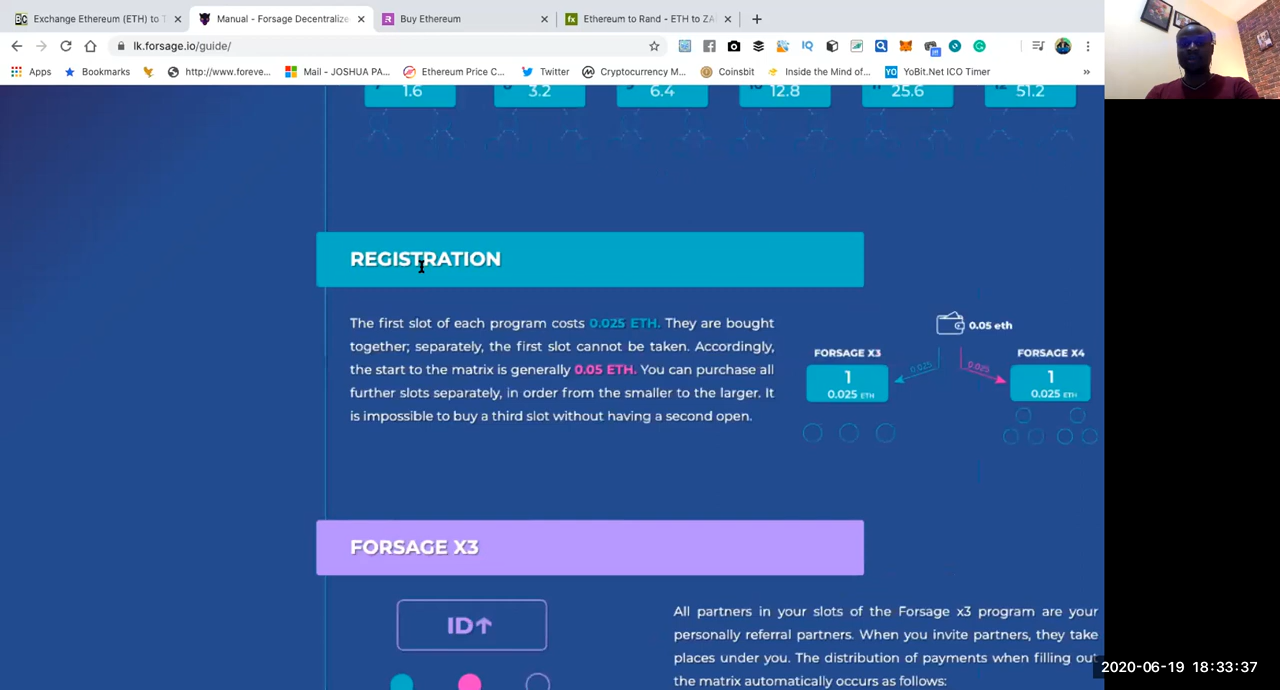 Exchange Ethereum (ETH) to T
Manual - Forsage Decentralize
Buy Ethereum
Ethereum to Rand - ETH to ZA
lk.forsage.io/guide/
Apps
Bookmarks
http://www.foreve...
Mail - JOSHUA PA...
Ethereum Price C...
Twitter
Cryptocurrency M...
Coinsbit
Inside the Mind of...
YoBit.Net ICO Timer
1.6
3.2
6.4
12.8
25.6
51.2
REGISTRATION
The first slot of each program costs 0.025 ETH. They are bought
together; separately, the first slot cannot be taken. Accordingly,
the start to the matrix is generally 0.05 ETH. You can purchase all
further slots separately, in order from the smaller to the larger. It
is impossible to buy a third slot without having a second open.
0.05 eth
FORSAGE X3
FORSAGE X4
0.025
0.025
1
0.025 ETH
1
0.025 ETH
FORSAGE X3
ID↑
All partners in your slots of the Forsage x3 program are your
personally referral partners. When you invite partners, they take
places under you. The distribution of payments when filling out
the matrix automatically occurs as follows:
2020-06-19 18:33:37